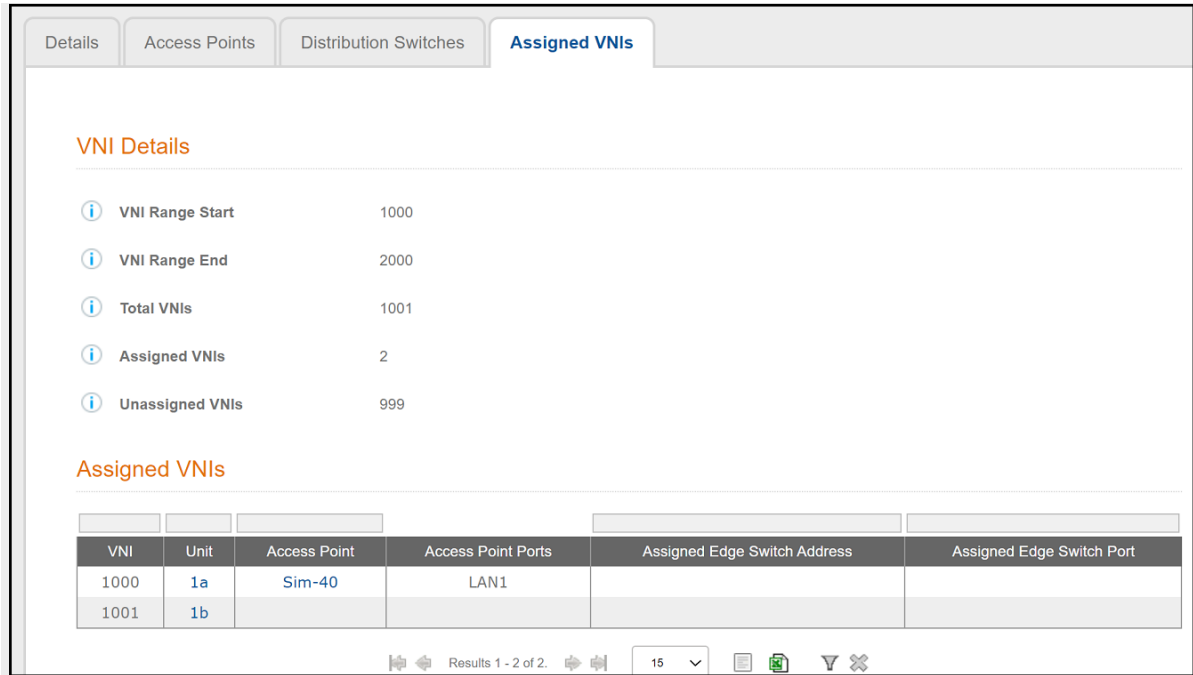 Details Access Points Distribution Switches Assigned VNIs
VNI Details
VNI Range Start 1000
VNI Range End 2000
Total VNIs 1001
Assigned VNIs 2
Unassigned VNIs 999
Assigned VNIs
VNI Unit Access Point Access Point Ports Assigned Edge Switch Address Assigned Edge Switch Port
1000 1a Sim-40 LAN1
1001 1b
Results 1 - 2 of 2. 15